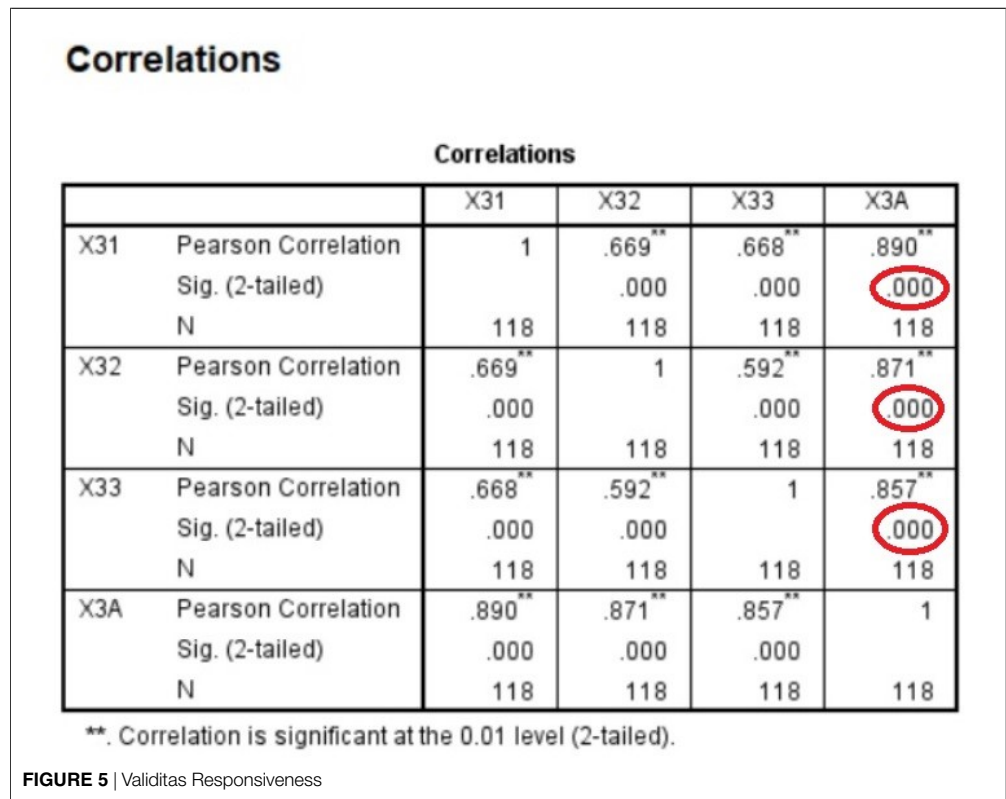 Correlations
Correlations
X31 X32 X33 X3A
X31 Pearson Correlation 1 .669** .668** .890**
Sig. (2-tailed) .000 .000 .000
N 118 118 118 118
X32 Pearson Correlation .669** 1 .592** .871**
Sig. (2-tailed) .000 .000 .000
N 118 118 118 118
X33 Pearson Correlation .668** .592** 1 .857**
Sig. (2-tailed) .000 .000 .000
N 118 118 118 118
X3A Pearson Correlation .890** .871** .857** 1
Sig. (2-tailed) .000 .000 .000
N 118 118 118 118
**. Correlation is significant at the 0.01 level (2-tailed).
FIGURE 5 | Validitas Responsiveness